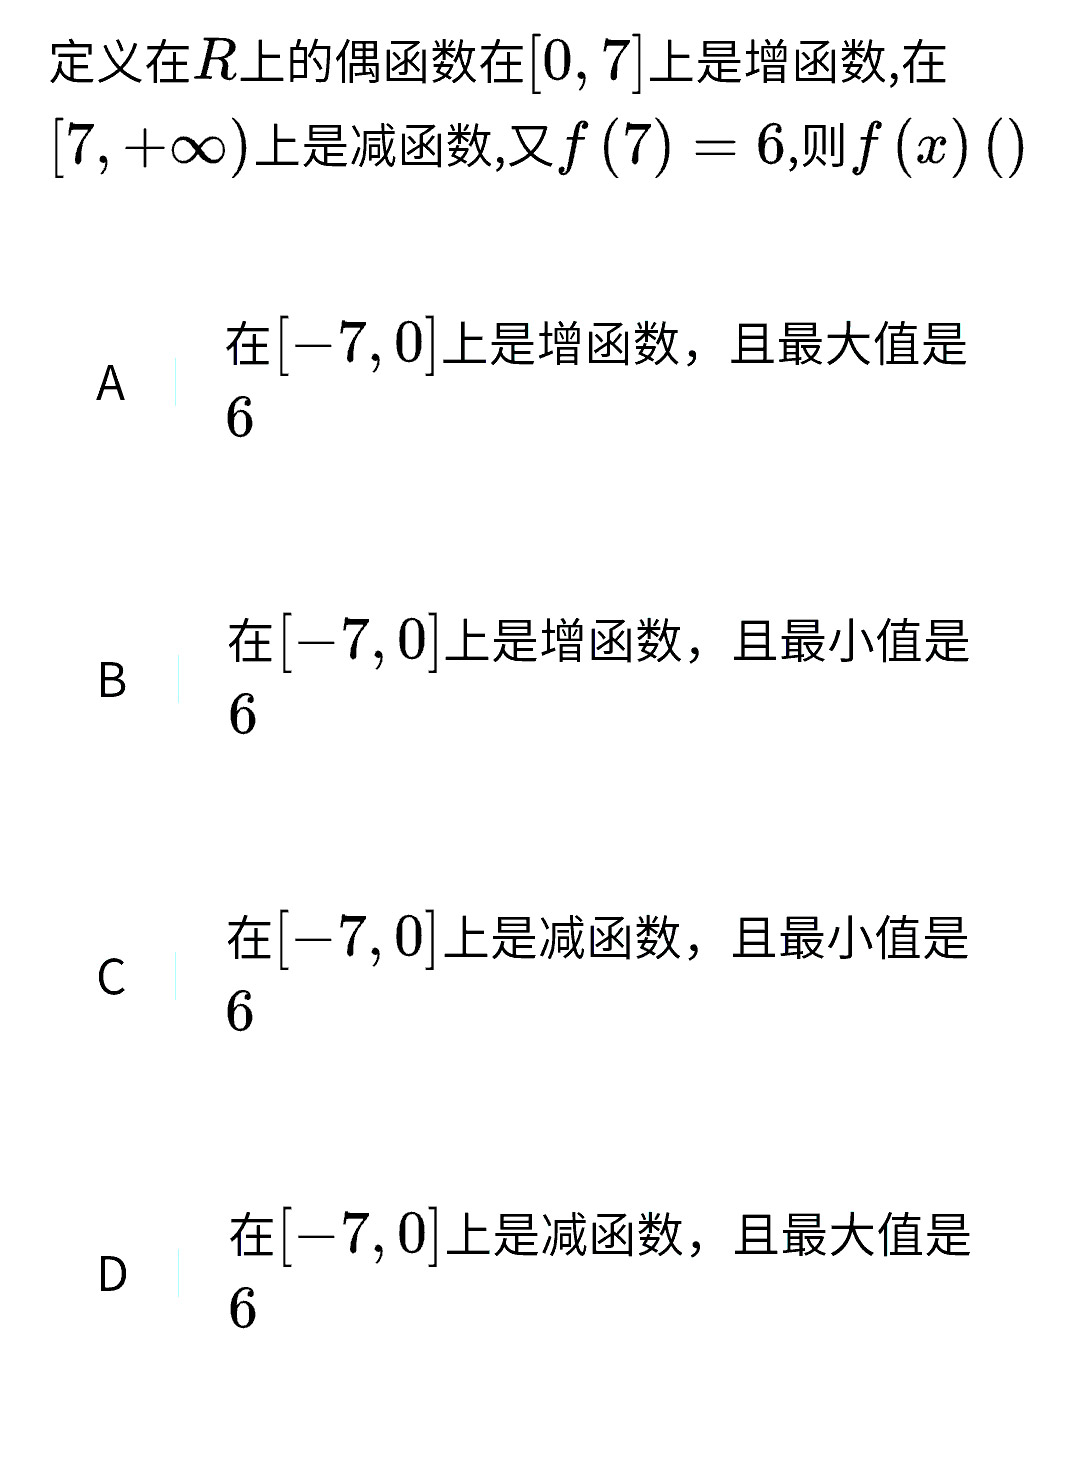 定义在R上的偶函数在[0,7]上是增函数,在
[7,+∞)上是减函数,又f(7)=6,则f(x)()
在[-7,0]上是增函数，且最大值是
A
6
在[-7,0]上是增函数，且最小值是
B
6
在[-7,0]上是减函数，且最小值是
C
6
在[-7,0]上是减函数，且最大值是
D
6